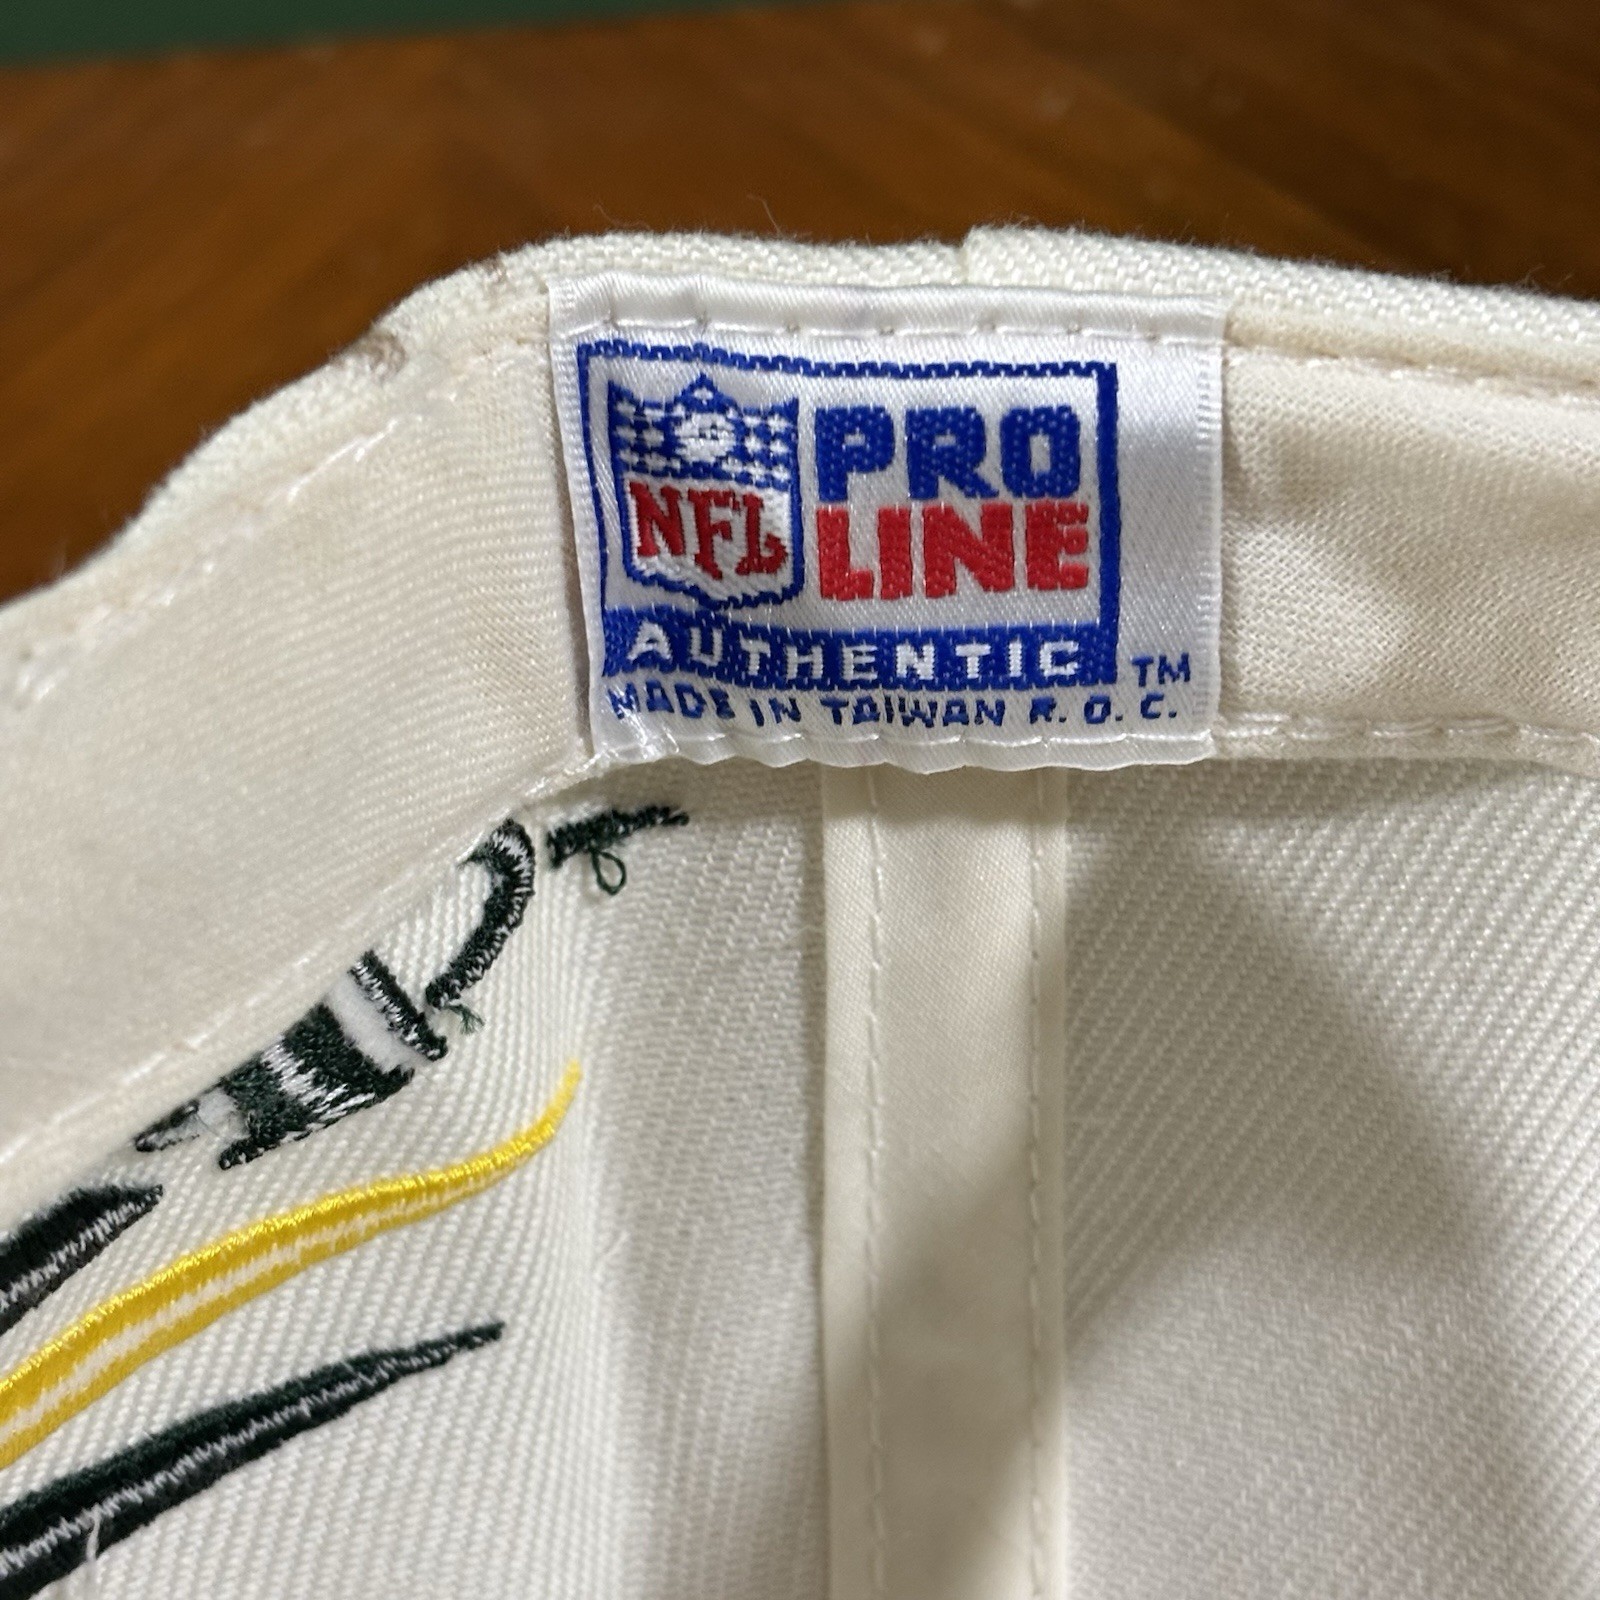 NFL
PRO
LINE
AUTHENTIC TM
MADE IN TAIWAN R.O.C.